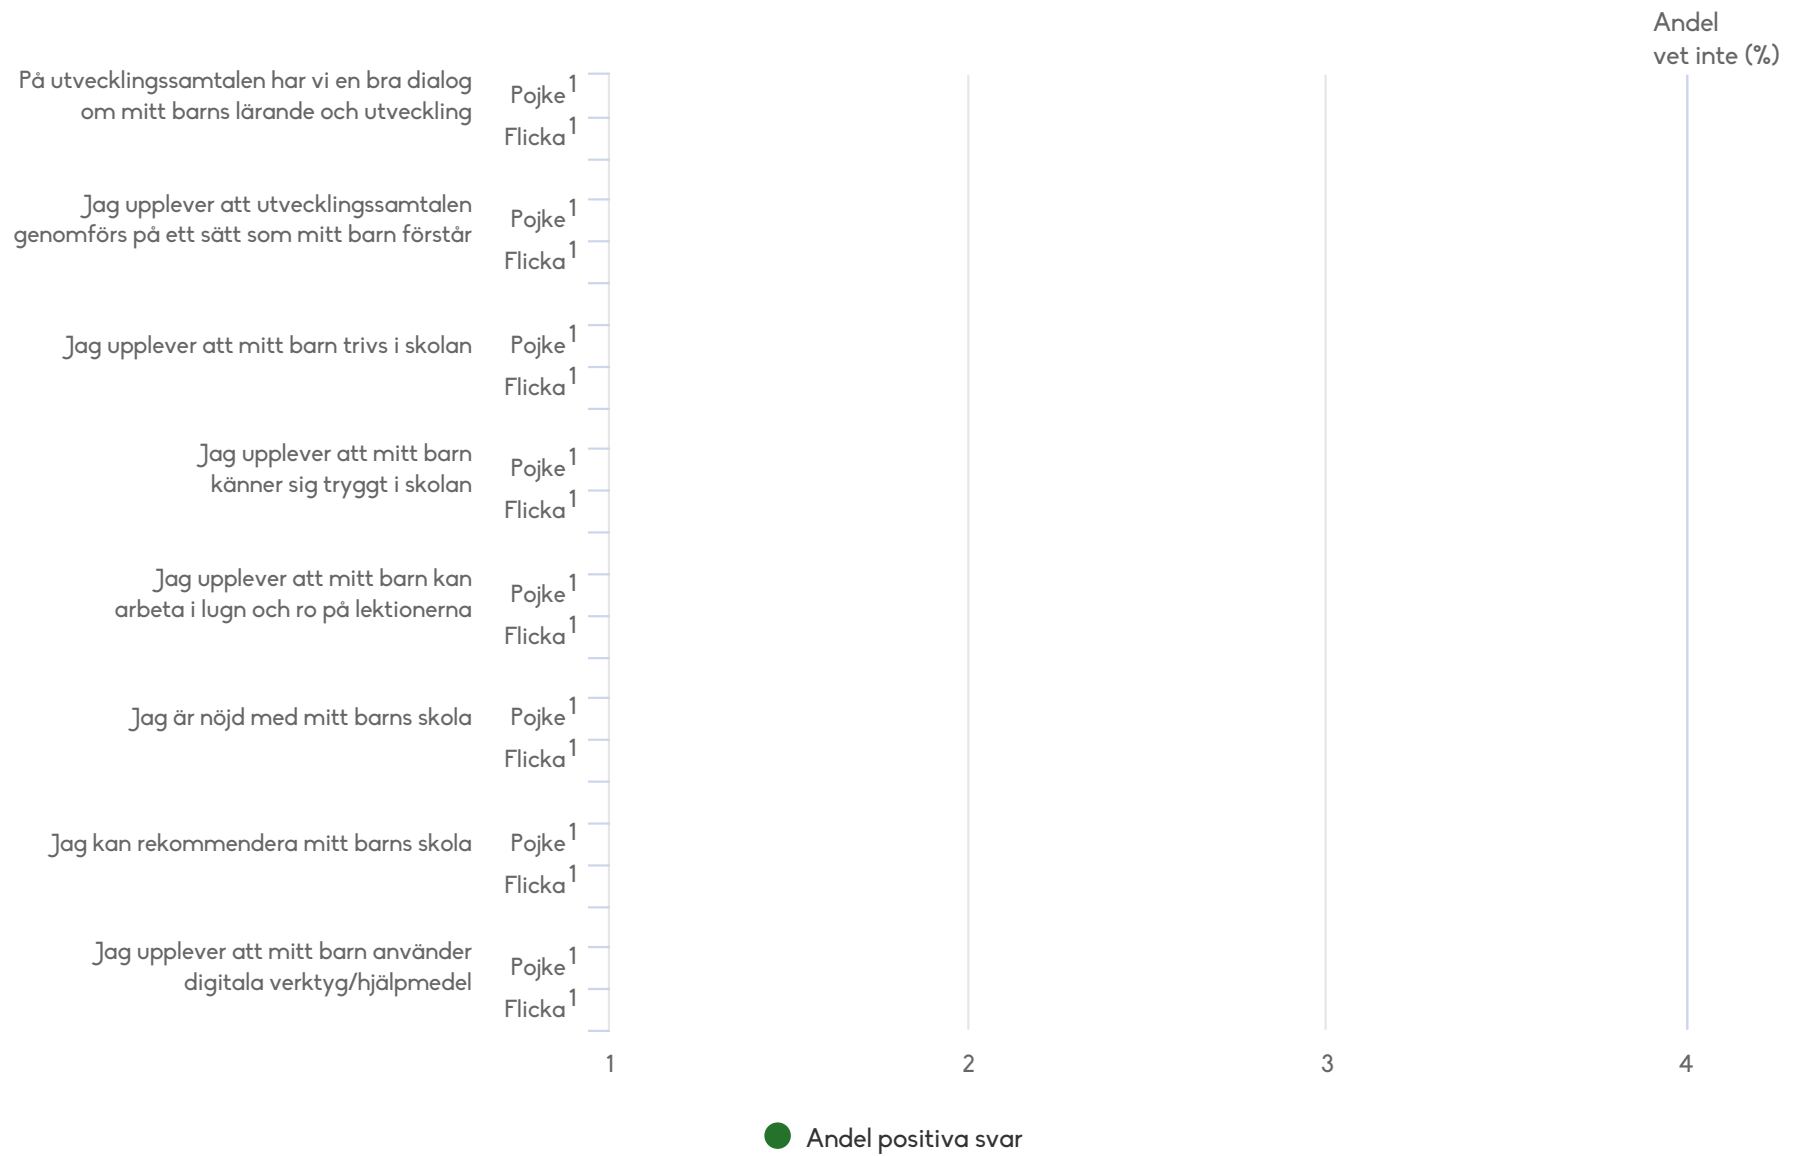 Andel
vet inte (%)
På utvecklingssamtalen har vi en bra dialog
om mitt barns lärande och utveckling
Pojke¹
Flicka¹
Jag upplever att utvecklingssamtalen
genomförs på ett sätt som mitt barn förstår
Pojke¹
Flicka¹
Jag upplever att mitt barn trivs i skolan
Pojke¹
Flicka¹
Jag upplever att mitt barn
känner sig tryggt i skolan
Pojke¹
Flicka¹
Jag upplever att mitt barn kan
arbeta i lugn och ro på lektionerna
Pojke¹
Flicka¹
Jag är nöjd med mitt barns skola
Pojke¹
Flicka¹
Jag kan rekommendera mitt barns skola
Pojke¹
Flicka¹
Jag upplever att mitt barn använder
digitala verktyg/hjälpmedel
Pojke¹
Flicka¹
1 2 3 4
Andel positiva svar